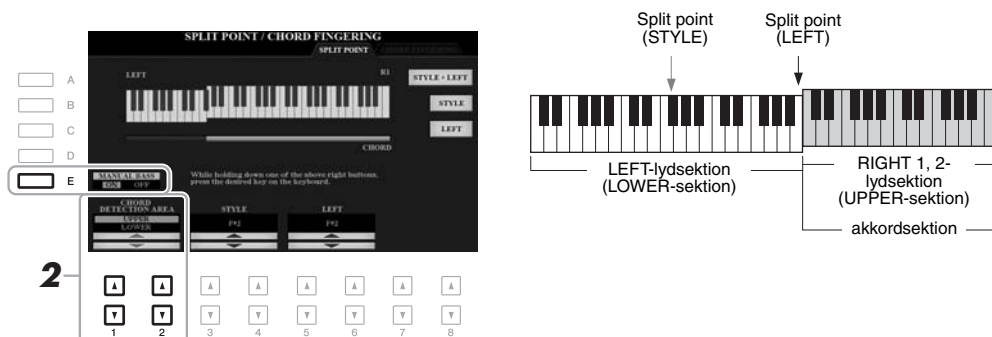 SPLIT POINT / CHORD FINGERING
SPLIT POINT
CHORD FINGERING
LEFT
R1
STYLE + LEFT
STYLE
LEFT
CHORD
A
B
C
D
E
MANUAL BASS
ON OFF
While holding down one of the above right buttons,
press the desired key on the keyboard.
CHORD
DETECTION AREA
UPPER
LOWER
STYLE
F#2
LEFT
F#2
2
1 2 3 4 5 6 7 8
Split point
(STYLE)
Split point
(LEFT)
LEFT-lydsektion
(LOWER-sektion)
RIGHT 1, 2-
lydsektion
(UPPER-sektion)
akkordsektion